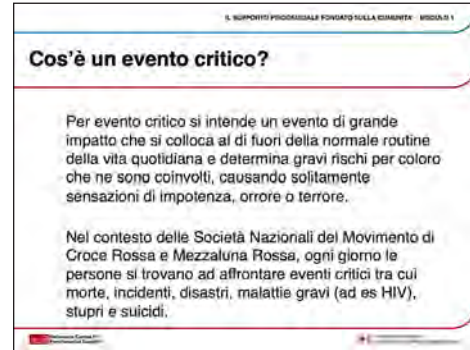 IL SUPPORTO PSICOSOCIALE FONDATO SULLA COMUNITÀ MODULO 1
Cos'è un evento critico?
Per evento critico si intende un evento di grande
impatto che si colloca al di fuori della normale routine
della vita quotidiana e determina gravi rischi per coloro
che ne sono coinvolti, causando solitamente
sensazioni di impotenza, orrore o terrore.
Nel contesto delle Società Nazionali del Movimento di
Croce Rossa e Mezzaluna Rossa, ogni giorno le
persone si trovano ad affrontare eventi critici tra cui
morte, incidenti, disastri, malattie gravi (ad es HIV),
stupri e suicidi.